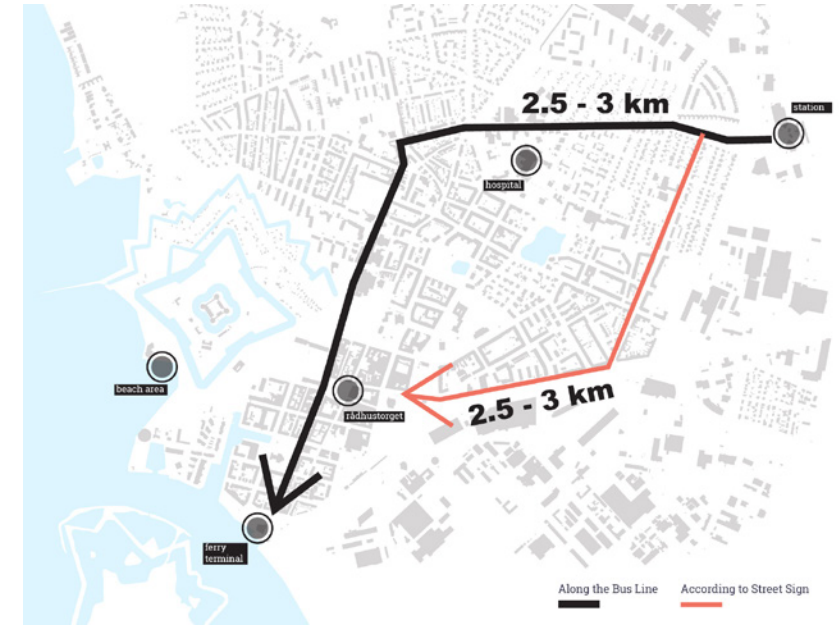 2.5 - 3 km
station
hospital
beach area
rådhustorget
2.5 - 3 km
ferry
terminal
Along the Bus Line
According to Street Sign